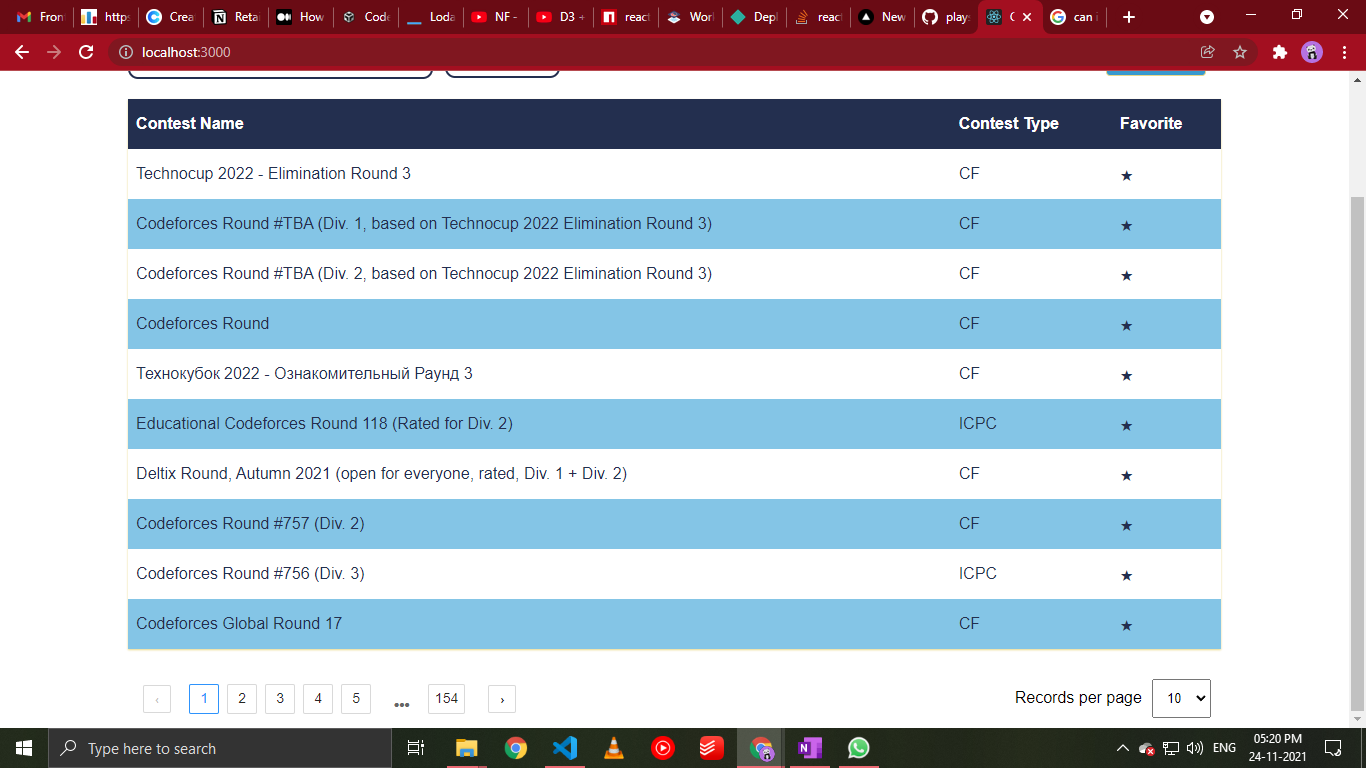 Fron
https
Crea
Retai
How
Code
Loda
NF -
D3 +
react
Worl
Depl
react
New
plays
C
can i
localhost:3000
Contest Name Contest Type Favorite
Technocup 2022 - Elimination Round 3 CF ★
Codeforces Round #TBA (Div. 1, based on Technocup 2022 Elimination Round 3) CF ★
Codeforces Round #TBA (Div. 2, based on Technocup 2022 Elimination Round 3) CF ★
Codeforces Round CF ★
Технокубок 2022 - Ознакомительный Раунд 3 CF ★
Educational Codeforces Round 118 (Rated for Div. 2) ICPC ★
Deltix Round, Autumn 2021 (open for everyone, rated, Div. 1 + Div. 2) CF ★
Codeforces Round #757 (Div. 2) CF ★
Codeforces Round #756 (Div. 3) ICPC ★
Codeforces Global Round 17 CF ★
‹ 1 2 3 4 5 ••• 154 › Records per page 10
Type here to search
ENG
05:20 PM
24-11-2021